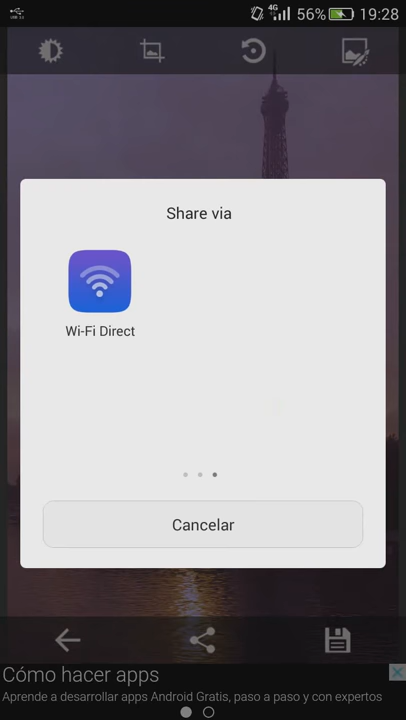 56% 19:28
4G
Share via
Wi-Fi Direct
Cancelar
Cómo hacer apps
Aprende a desarrollar apps Android Gratis, paso a paso y con expertos